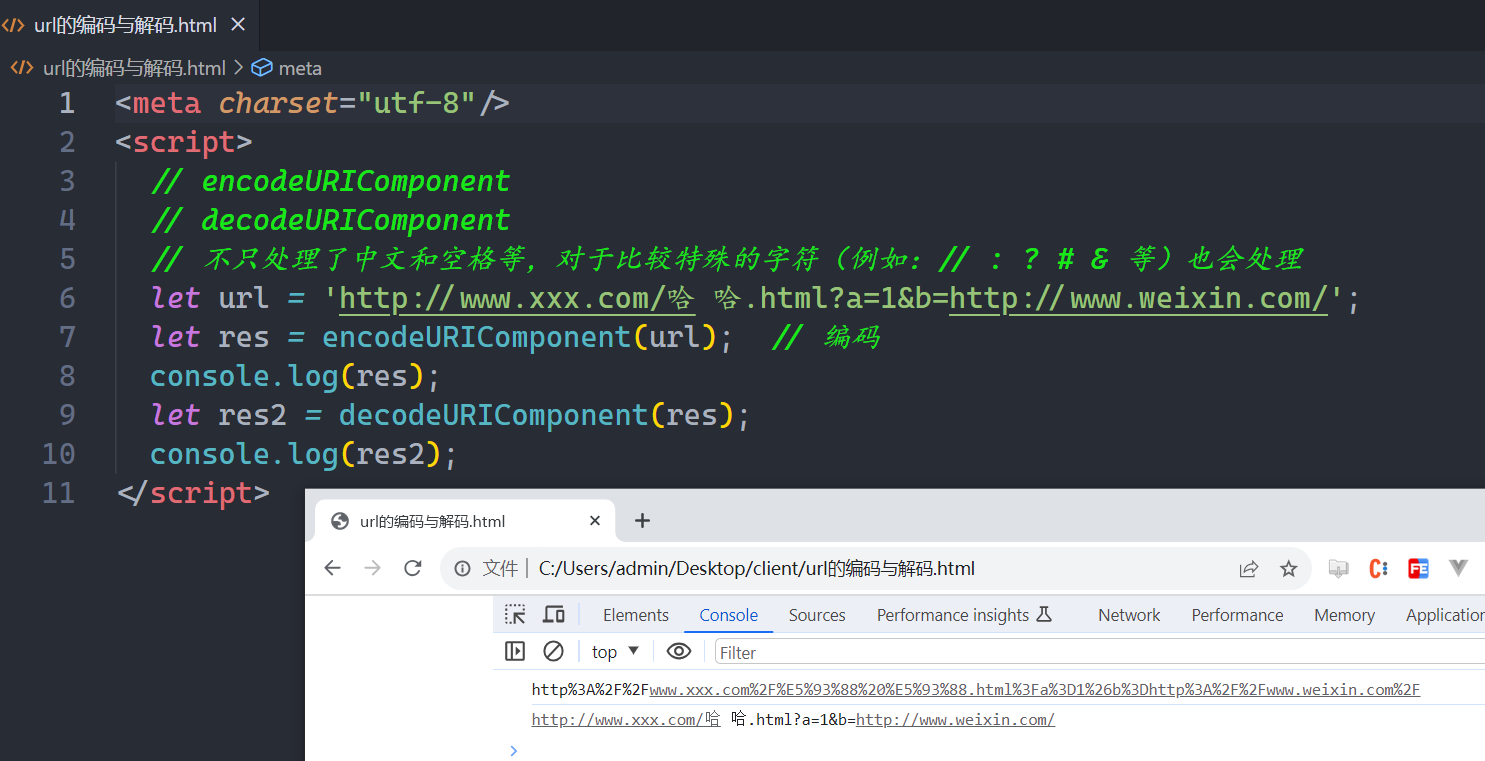 url的编码与解码.html
url的编码与解码.html > meta
1 <meta charset="utf-8"/>
2 <script>
3 // encodeURIComponent
4 // decodeURIComponent
5 // 不只处理了中文和空格等，对于比较特殊的字符（例如：// : ? # & 等）也会处理
6 let url = 'http://www.xxx.com/哈 哈.html?a=1&b=http://www.weixin.com/';
7 let res = encodeURIComponent(url); // 编码
8 console.log(res);
9 let res2 = decodeURIComponent(res);
10 console.log(res2);
11 </script>
url的编码与解码.html
文件 | C:/Users/admin/Desktop/client/url的编码与解码.html
Elements Console Sources Performance insights Network Performance Memory Application
top Filter
http%3A%2F%2Fwww.xxx.com%2F%E5%93%88%20%E5%93%88.html%3Fa%3D1%26b%3Dhttp%3A%2F%2Fwww.weixin.com%2F
http://www.xxx.com/哈 哈.html?a=1&b=http://www.weixin.com/